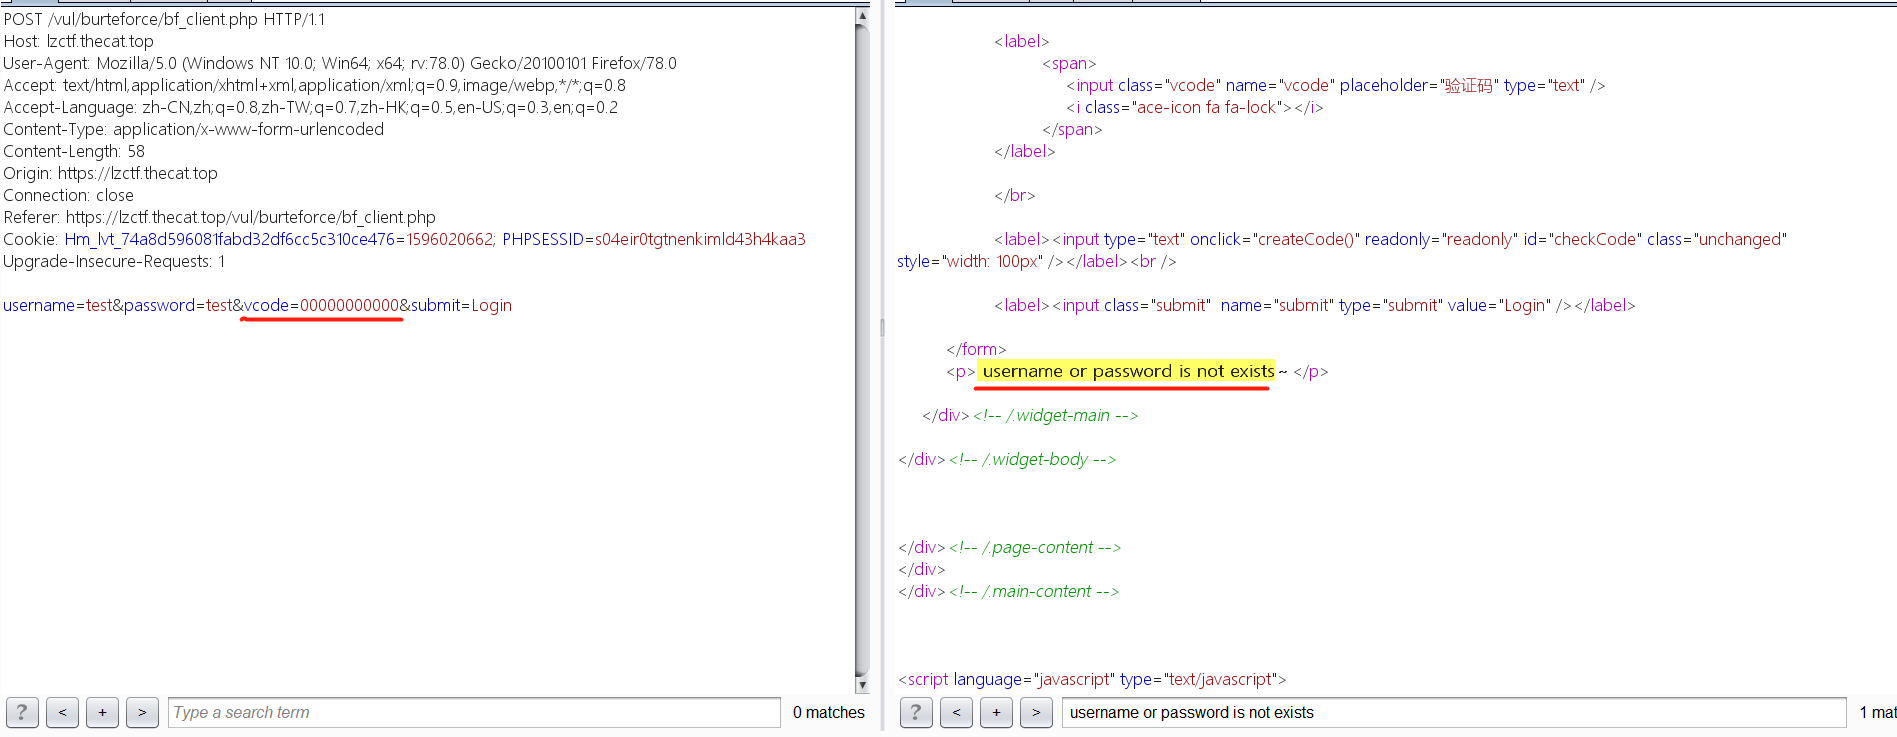 POST /vul/burteforce/bf_client.php HTTP/1.1
Host: lzctf.thecat.top
User-Agent: Mozilla/5.0 (Windows NT 10.0; Win64; x64; rv:78.0) Gecko/20100101 Firefox/78.0
Accept: text/html,application/xhtml+xml,application/xml;q=0.9,image/webp,*/*;q=0.8
Accept-Language: zh-CN,zh;q=0.8,zh-TW;q=0.7,zh-HK;q=0.5,en-US;q=0.3,en;q=0.2
Content-Type: application/x-www-form-urlencoded
Content-Length: 58
Origin: https://lzctf.thecat.top
Connection: close
Referer: https://lzctf.thecat.top/vul/burteforce/bf_client.php
Cookie: Hm_lvt_74a8d596081fabd32df6cc5c310ce476=1596020662; PHPSESSID=s04eir0tgtnenkimld43h4kaa3
Upgrade-Insecure-Requests: 1
username=test&password=test&vcode=00000000000&submit=Login
? < + > Type a search term 0 matches
<label>
<span>
<input class="vcode" name="vcode" placeholder="验证码" type="text" />
<i class="ace-icon fa fa-lock"></i>
</span>
</label>
</br>
<label><input type="text" onclick="createCode()" readonly="readonly" id="checkCode" class="unchanged"
style="width: 100px" /></label><br />
<label><input class="submit"  name="submit" type="submit" value="Login" /></label>
</form>
<p> username or password is not exists~ </p>
</div><!-- /.widget-main -->
</div><!-- /.widget-body -->
</div><!-- /.page-content -->
</div>
</div><!-- /.main-content -->
<script language="javascript" type="text/javascript">
? < + > username or password is not exists 1 mat